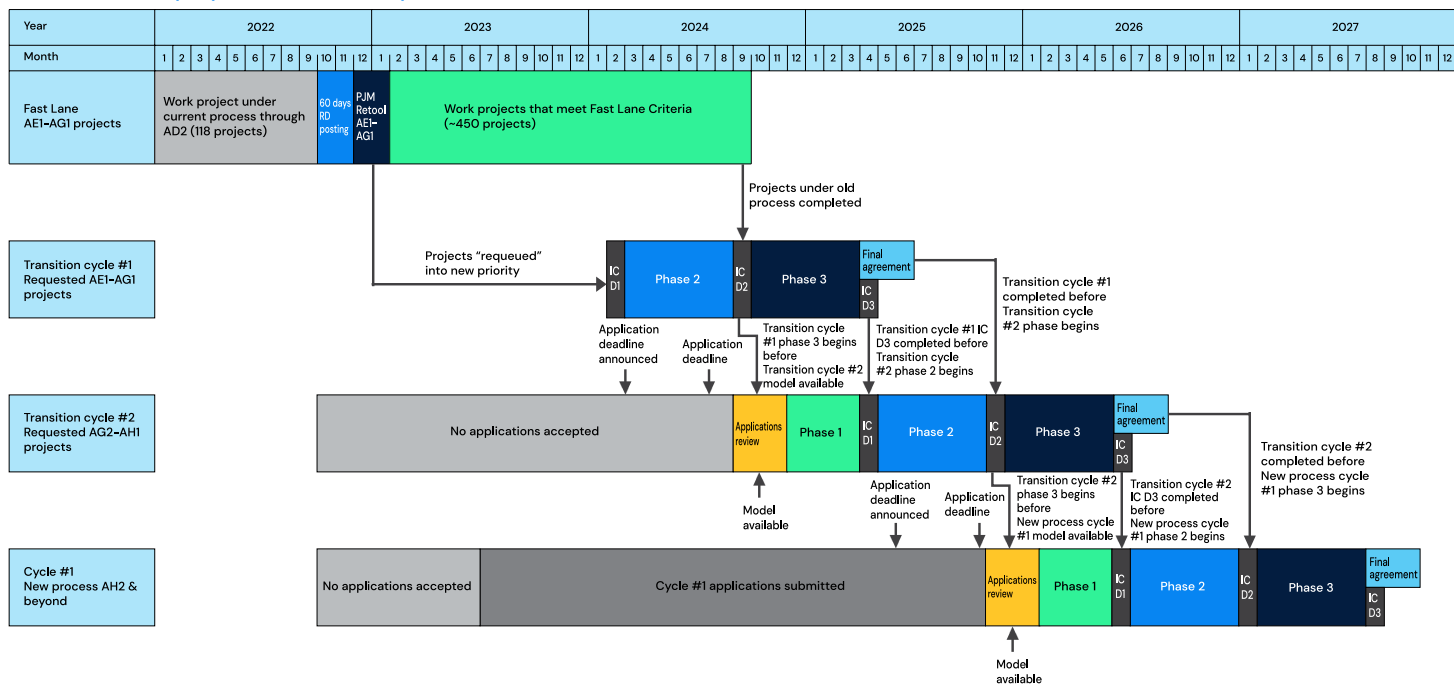 Year
2022
2023
2024
2025
2026
2027
Month
1 2 3 4 5 6 7 8 9 10 11 12 1 2 3 4 5 6 7 8 9 10 11 12 1 2 3 4 5 6 7 8 9 10 11 12 1 2 3 4 5 6 7 8 9 10 11 12 1 2 3 4 5 6 7 8 9 10 11 12 1 2 3 4 5 6 7 8 9 10 11 12
Fast Lane
AE1-AG1 projects
Work project under
current process through
AD2 (118 projects)
60 days
RD
posting
PJM
Retool
AE1-
AG1
Work projects that meet Fast Lane Criteria
(~450 projects)
Projects under old
process completed
Projects “requeued”
into new priority
Transition cycle #1
Requested AE1-AG1
projects
IC
D1
Phase 2
IC
D2
Phase 3
Final
agreement
IC
D3
Transition cycle #1
completed before
Transition cycle
#2 phase begins
Application
deadline
announced
Application
deadline
Transition cycle
#1 phase 3 begins
before
Transition cycle #2
model available
Transition cycle #1 IC
D3 completed before
Transition cycle
#2 phase 2 begins
Transition cycle #2
Requested AG2-AH1
projects
No applications accepted
Applications
review
Phase 1
IC
D1
Phase 2
IC
D2
Phase 3
Final
agreement
IC
D3
Transition cycle #2
completed before
New process cycle
#1 phase 3 begins
Model
available
Application
deadline
announced
Application
deadline
Transition cycle #2
phase 3 begins
before
New process cycle
#1 model available
Transition cycle #2
IC D3 completed
before
New process cycle
#1 phase 2 begins
Cycle #1
New process AH2 &
beyond
No applications accepted
Cycle #1 applications submitted
Applications
review
Phase 1
IC
D1
Phase 2
IC
D2
Phase 3
Final
agreement
IC
D3
Model
available